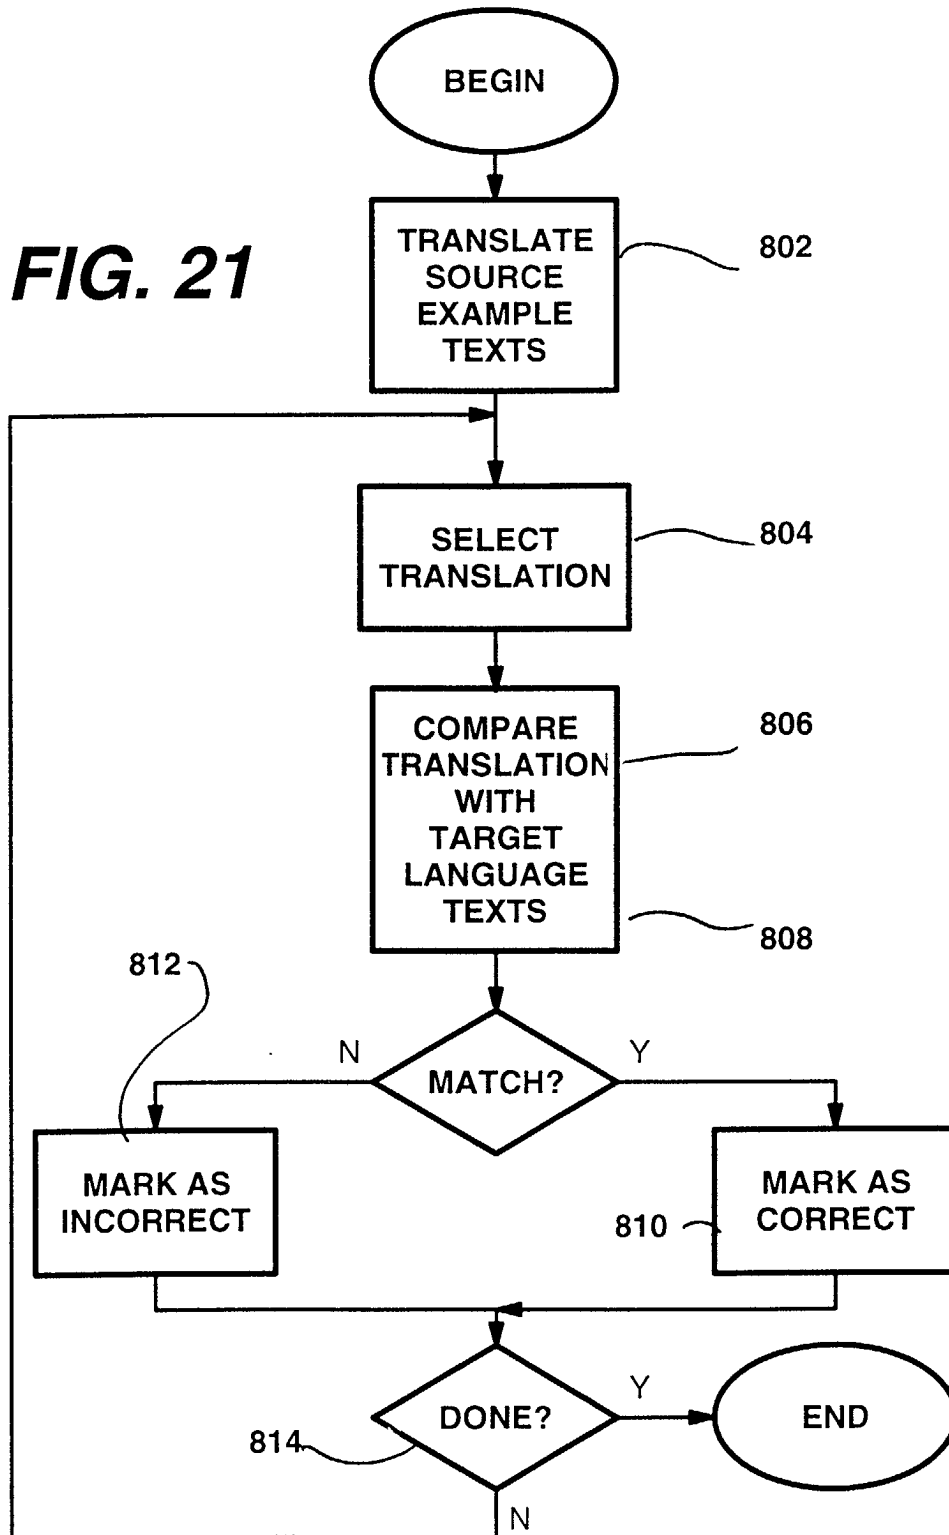 BEGIN
FIG. 21
TRANSLATE
SOURCE
EXAMPLE
TEXTS
802
SELECT
TRANSLATION
804
COMPARE
TRANSLATION
WITH
TARGET
LANGUAGE
TEXTS
806
808
812
N
MATCH?
Y
MARK AS
INCORRECT
810
MARK AS
CORRECT
814
DONE?
Y
END
N